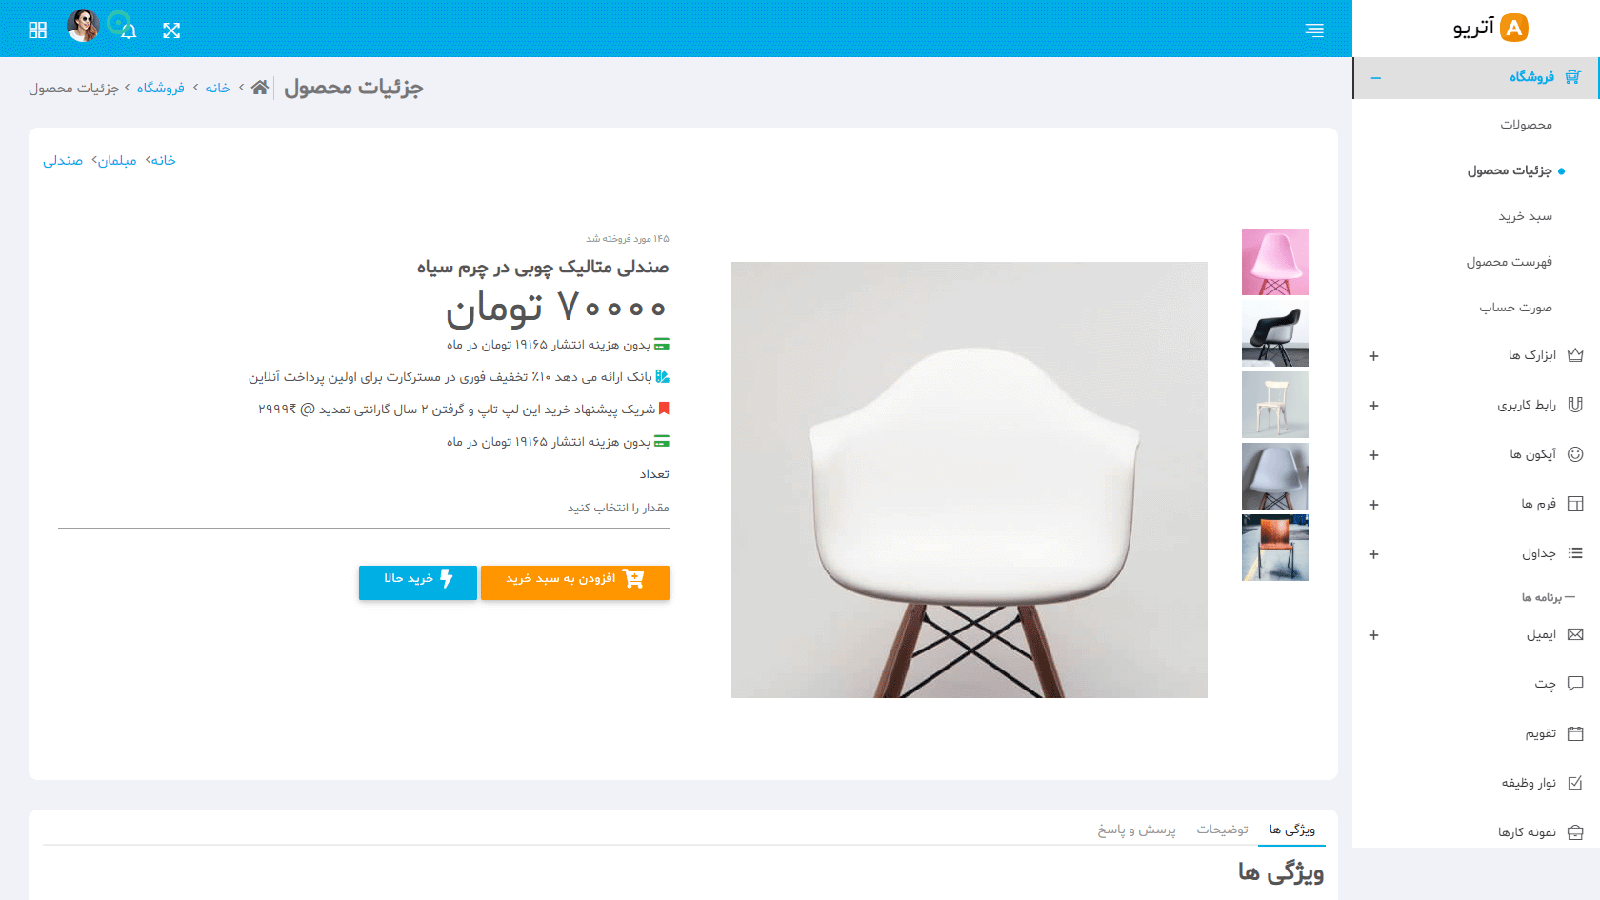 آتریو
جزئیات محصول
خانه > فروشگاه > جزئیات محصول
فروشگاه
محصولات
جزئیات محصول
سبد خرید
فهرست محصول
صورت حساب
ابزارک ها
رابط کاربری
آیکون ها
فرم ها
جداول
برنامه ها
ایمیل
چت
تقویم
نوار وظیفه
نمونه کارها
خانه> مبلمان> صندلی
۱۴۵ مورد فروخته شد
صندلی متالیک چوبی در چرم سیاه
۷۰۰۰۰ تومان
بدون هزینه انتشار ۱۹۱۶۵ تومان در ماه
بانک ارائه می دهد ۱۰٪ تخفیف فوری در مسترکارت برای اولین پرداخت آنلاین
شریک پیشنهاد خرید این لپ تاپ و گرفتن ۲ سال گارانتی تمدید @ ₹۲۹۹۹
بدون هزینه انتشار ۱۹۱۶۵ تومان در ماه
تعداد
مقدار را انتخاب کنید
افزودن به سبد خرید
خرید حالا
ویژگی ها
توضیحات
پرسش و پاسخ
ویژگی ها